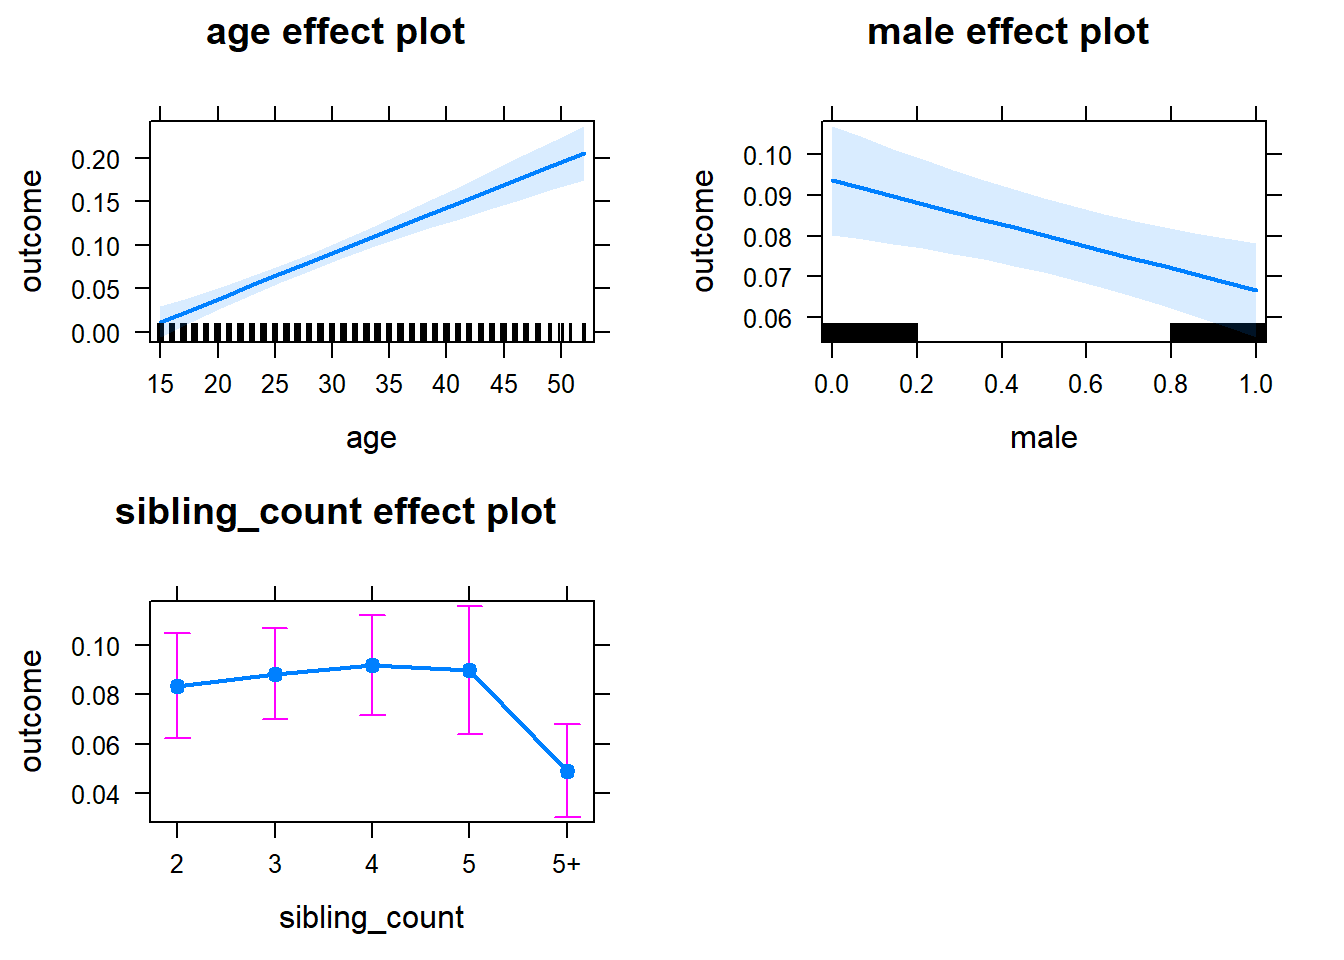 age effect plot
outcome
0.20
0.15
0.10
0.05
0.00
15 20 25 30 35 40 45 50
age
male effect plot
outcome
0.10
0.09
0.08
0.07
0.06
0.0 0.2 0.4 0.6 0.8 1.0
male
sibling_count effect plot
outcome
0.10
0.08
0.06
0.04
2 3 4 5 5+
sibling_count